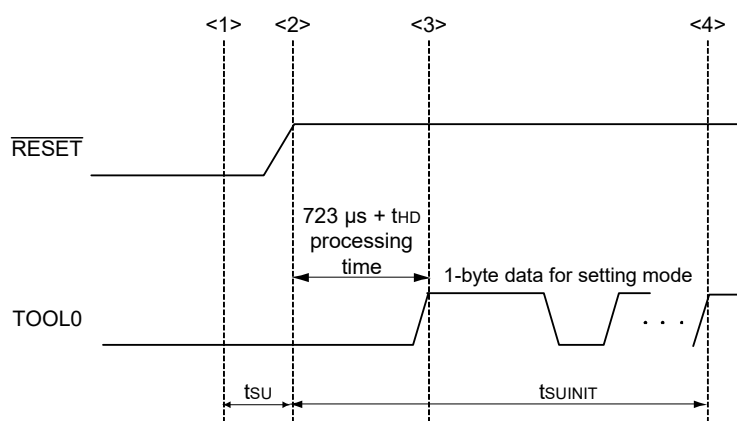 <1> <2> <3> <4>
RESET
723 µs + tHD
processing
time
1-byte data for setting mode
TOOL0
. . .
tSU tSUINIT